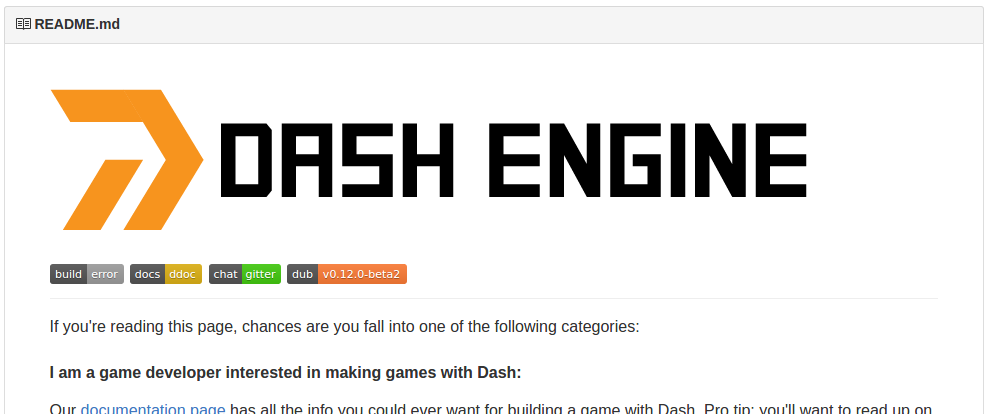 README.md
DASH ENGINE
build error docs ddoc chat gitter dub v0.12.0-beta2
If you're reading this page, chances are you fall into one of the following categories:
I am a game developer interested in making games with Dash:
Our documentation page has all the info you could ever want for building a game with Dash. Pro tip: you'll want to read up on